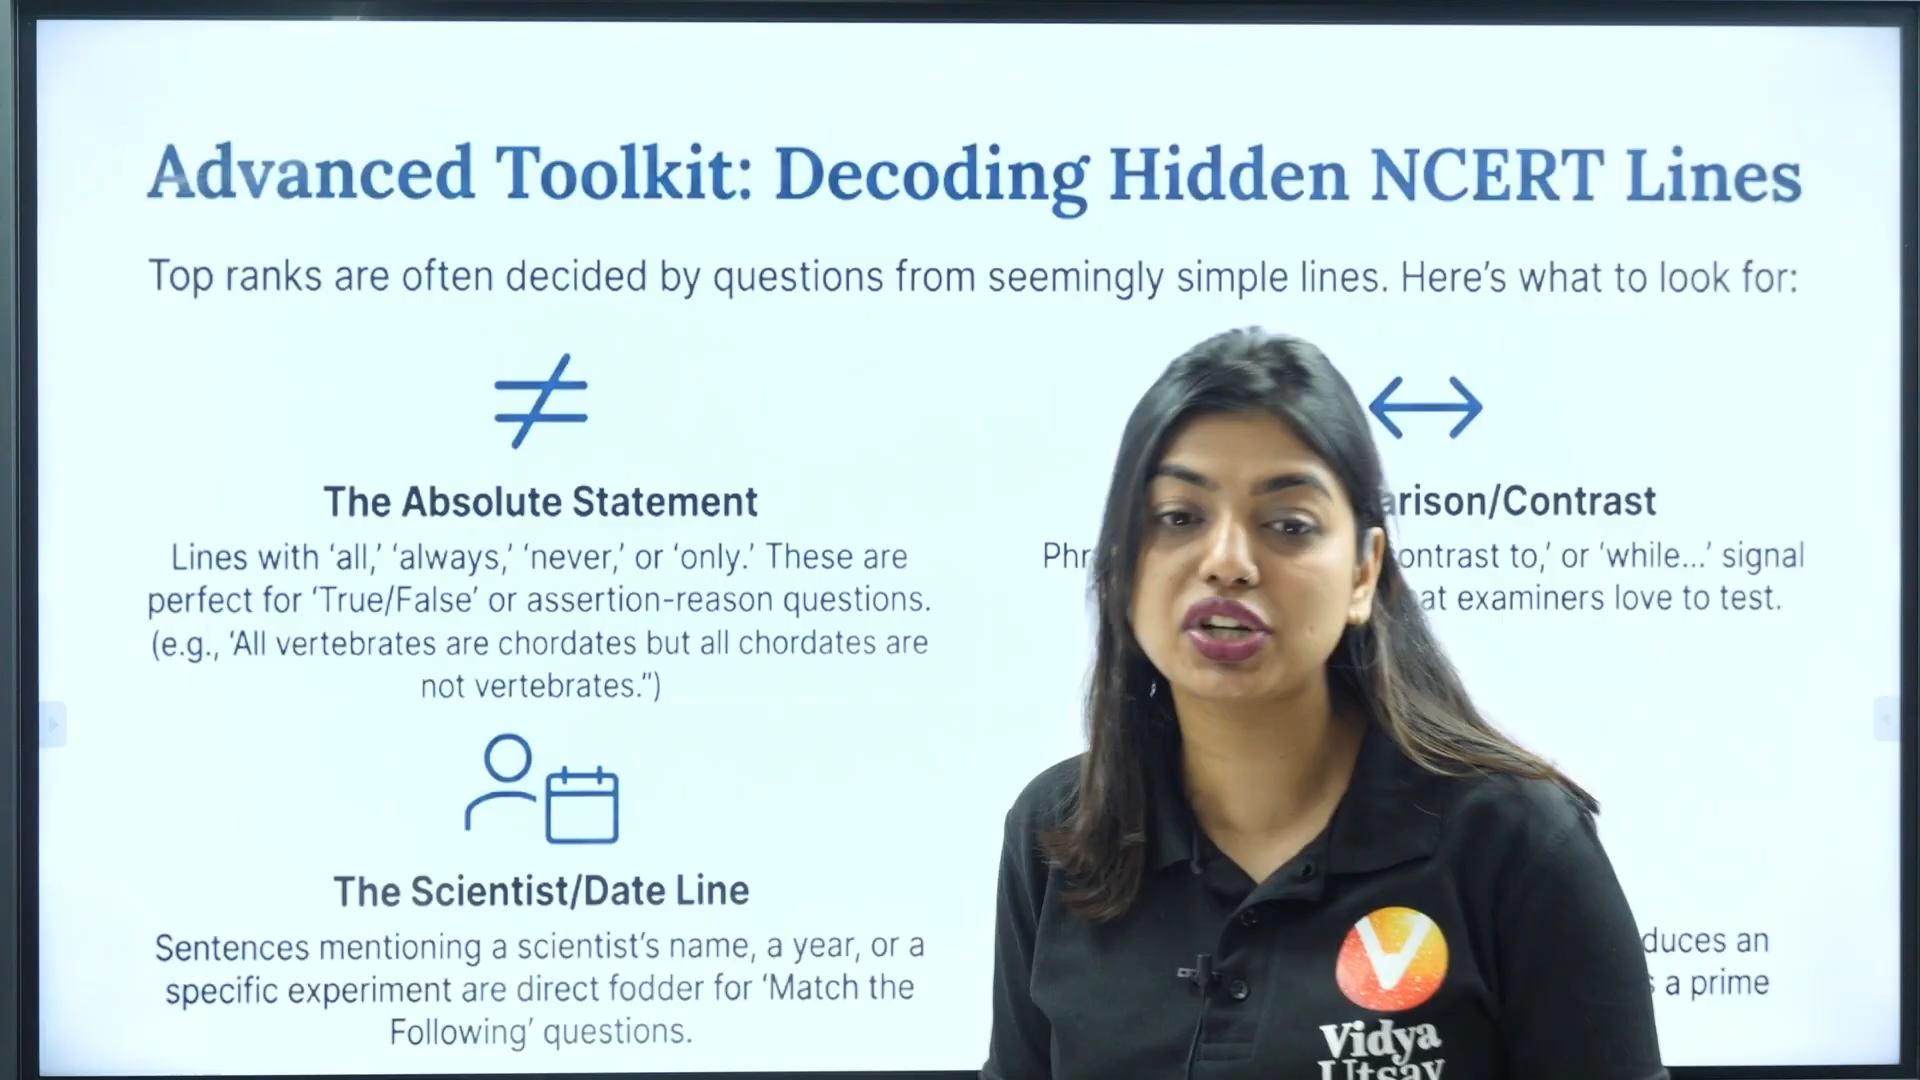 Advanced Toolkit: Decoding Hidden NCERT Lines
Top ranks are often decided by questions from seemingly simple lines. Here's what to look for:
The Absolute Statement
Lines with 'all,' 'always,' 'never,' or 'only.' These are
perfect for 'True/False' or assertion-reason questions.
(e.g., 'All vertebrates are chordates but all chordates are
not vertebrates.")
arison/Contrast
Phr ontrast to,' or 'while...' signal
at examiners love to test.
The Scientist/Date Line
Sentences mentioning a scientist's name, a year, or a
specific experiment are direct fodder for 'Match the
Following' questions.
duces an
a prime
V
Vidya
Utsav